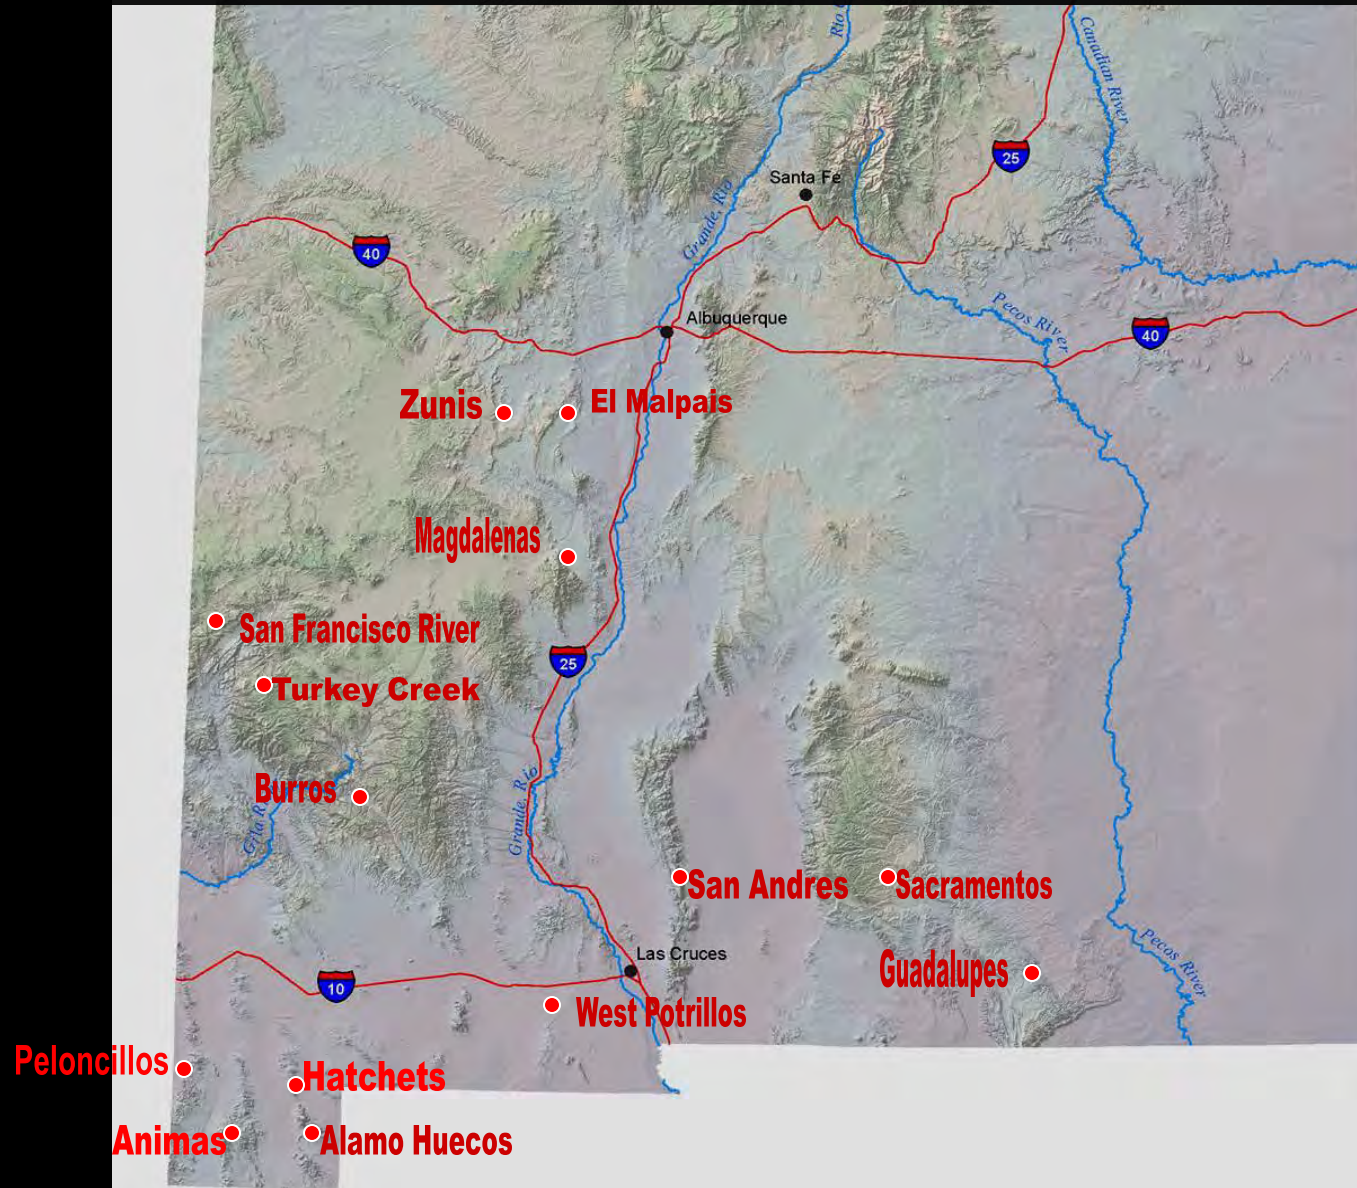 Rio
Canadian River
25
Santa Fe
Grande, Rio
40
Pecos River
Albuquerque
40
Zunis
El Malpais
Magdalenas
San Francisco River
25
Turkey Creek
Grande, Rio
Burros
Gila R
San Andres
Sacramentos
Las Cruces
Pecos River
Guadalupes
10
West Potrillos
Peloncillos
Hatchets
Animas
Alamo Huecos